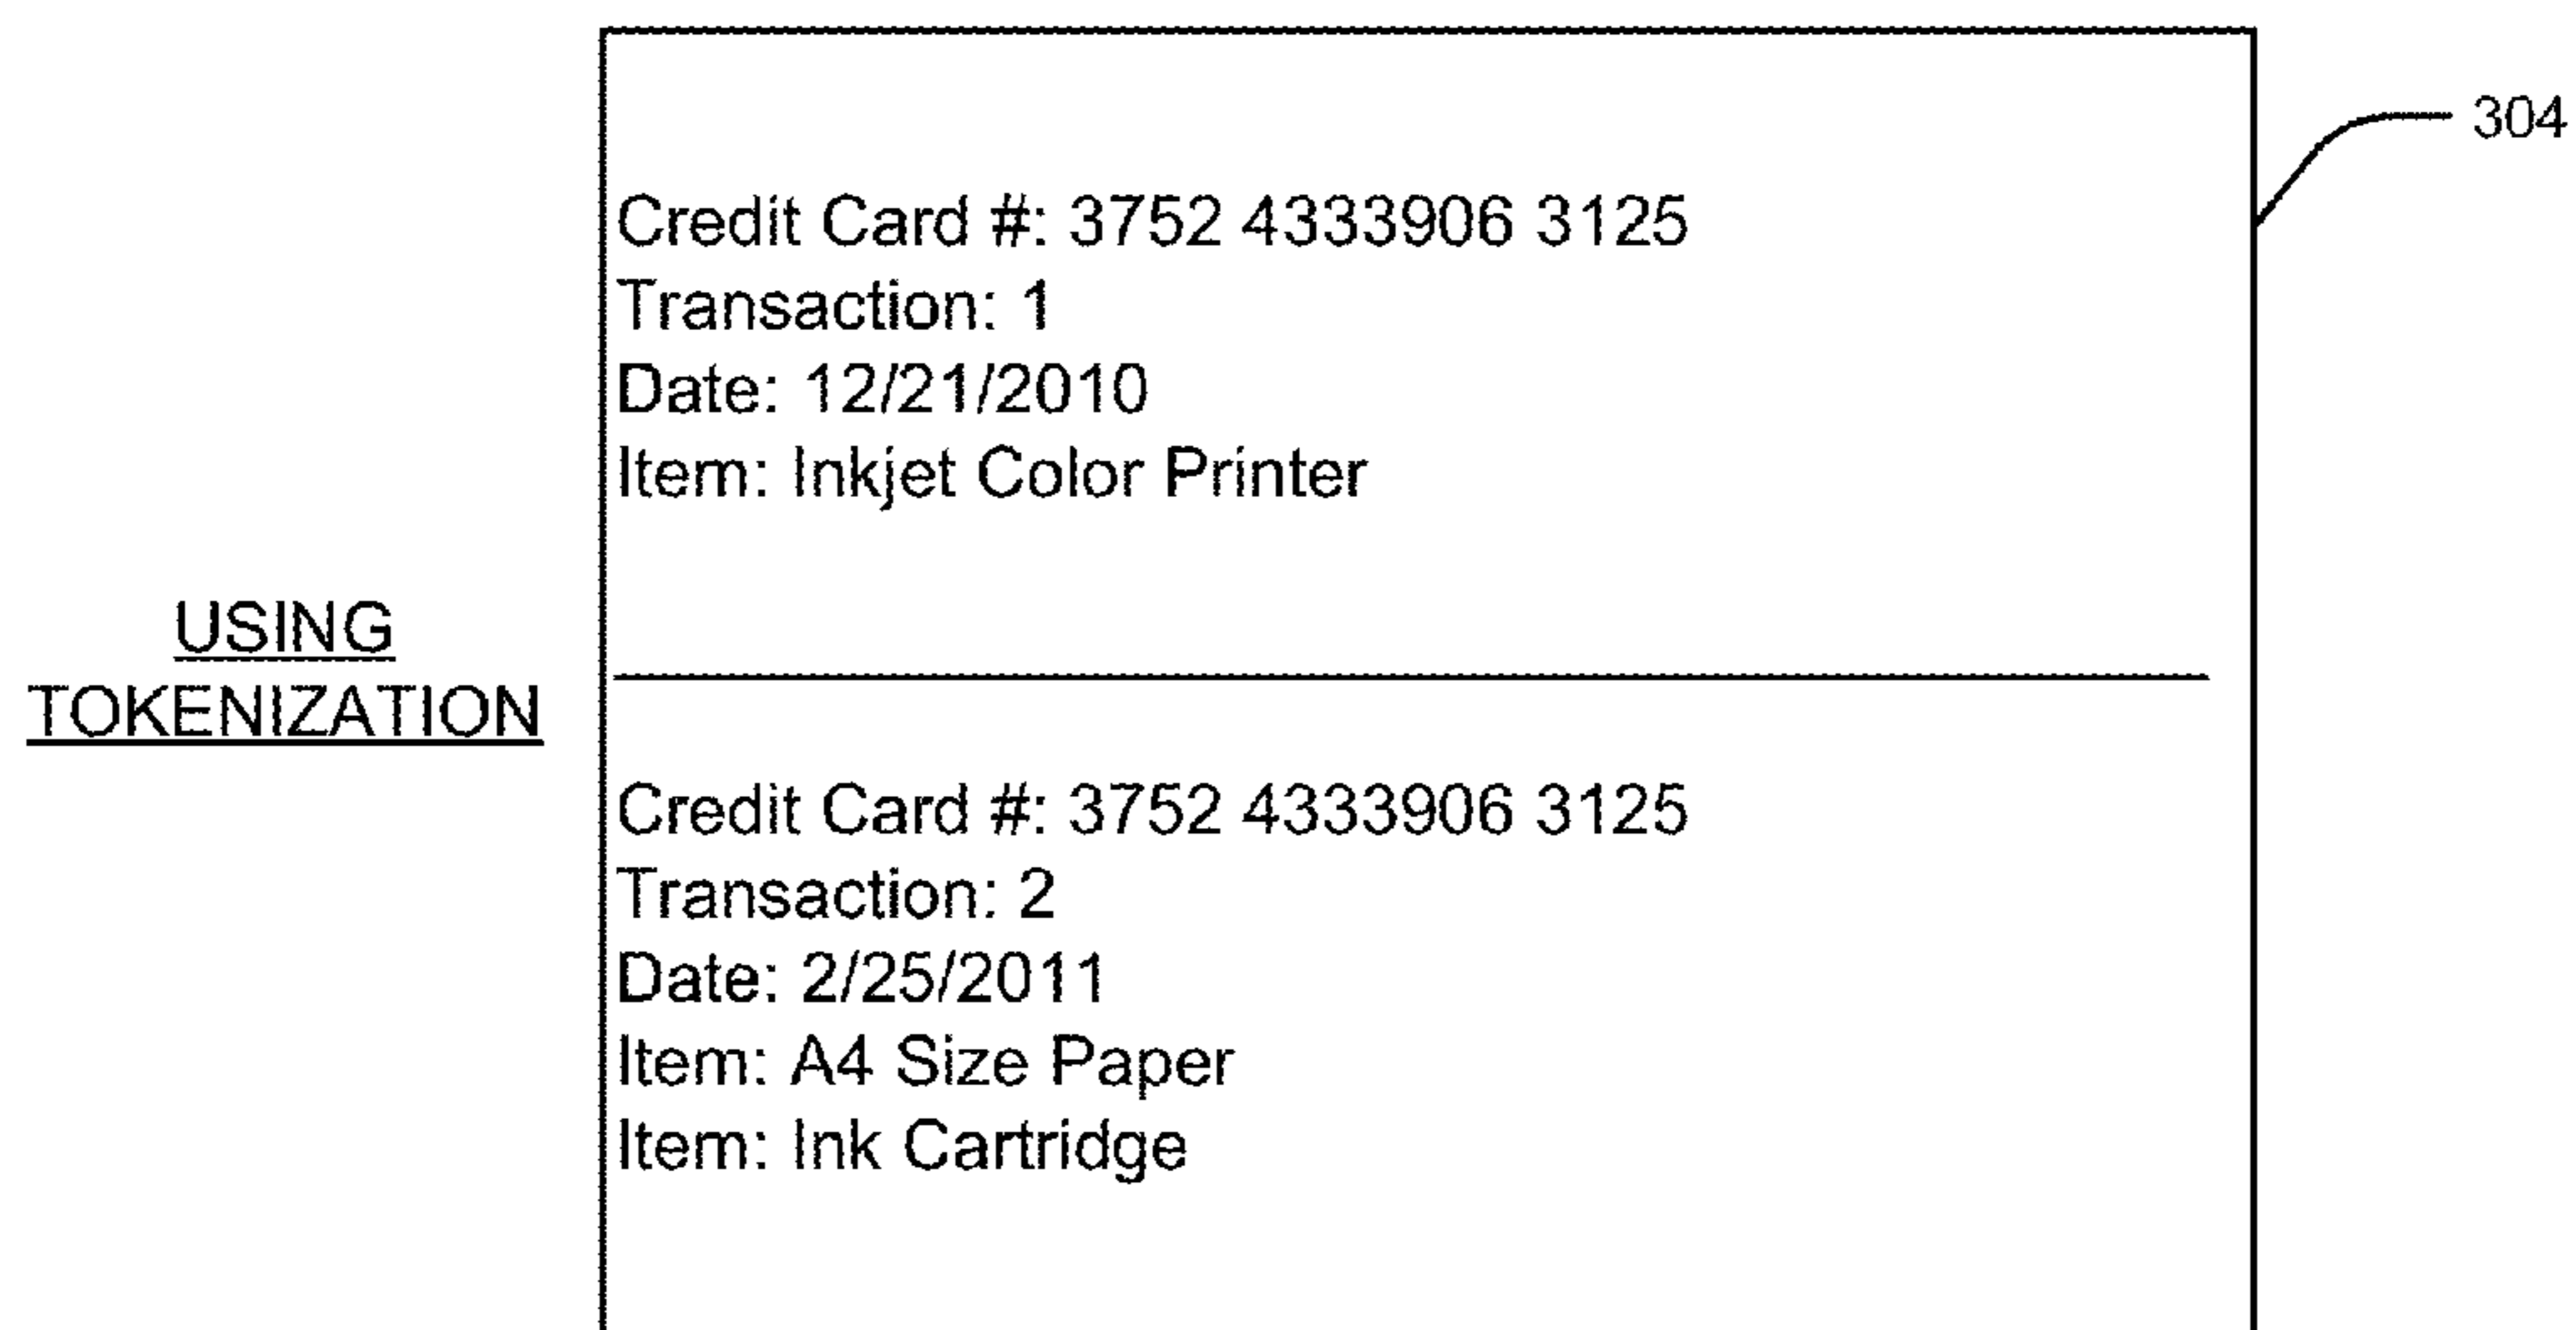 304
Credit Card #: 3752 4333906 3125
Transaction: 1
Date: 12/21/2010
Item: Inkjet Color Printer
USING
TOKENIZATION
Credit Card #: 3752 4333906 3125
Transaction: 2
Date: 2/25/2011
Item: A4 Size Paper
Item: Ink Cartridge